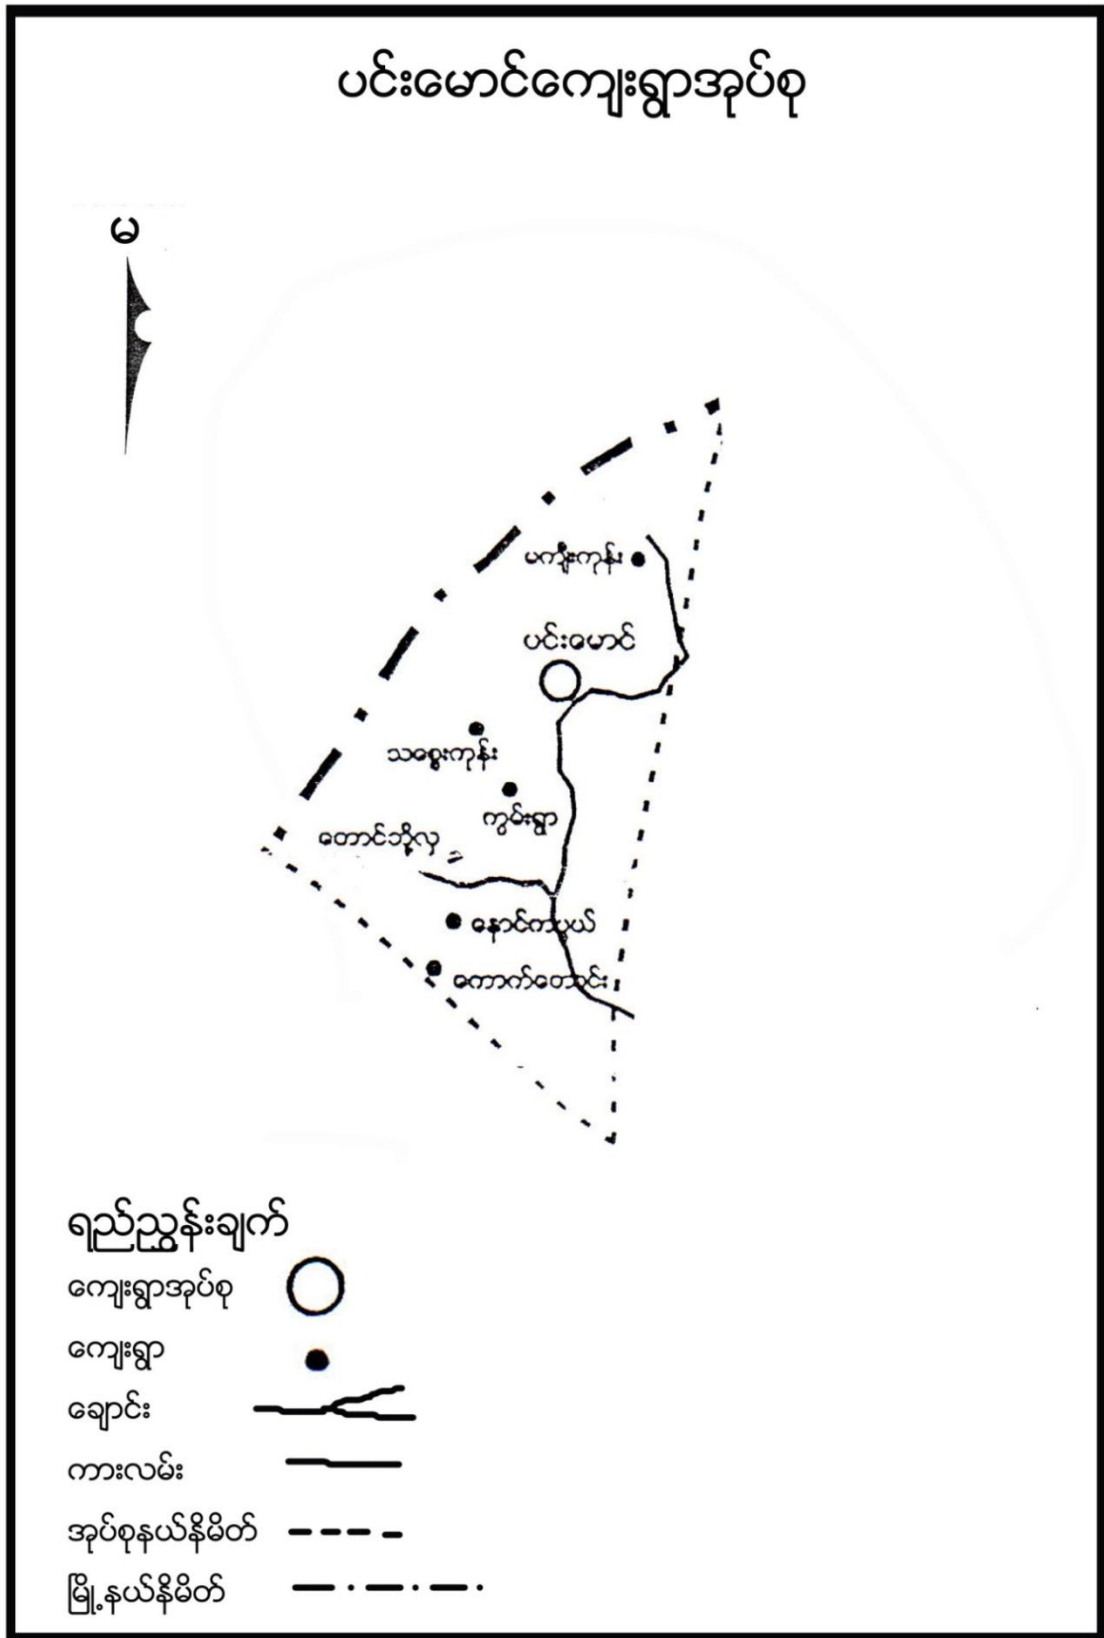 ပင်းမောင်ကျေးရွာအုပ်စု
မ
မကျီးကုန်း
ပင်းမောင်
သစွေးကုန်း
ကွမ်းရွာ
တောင်ဘို့လှ
နောင်ကပွယ်
ကောက်တောင်း
ရည်ညွှန်းချက်
ကျေးရွာအုပ်စု
ကျေးရွာ
ချောင်း
ကားလမ်း
အုပ်စုနယ်နိမိတ်
မြို့နယ်နိမိတ်